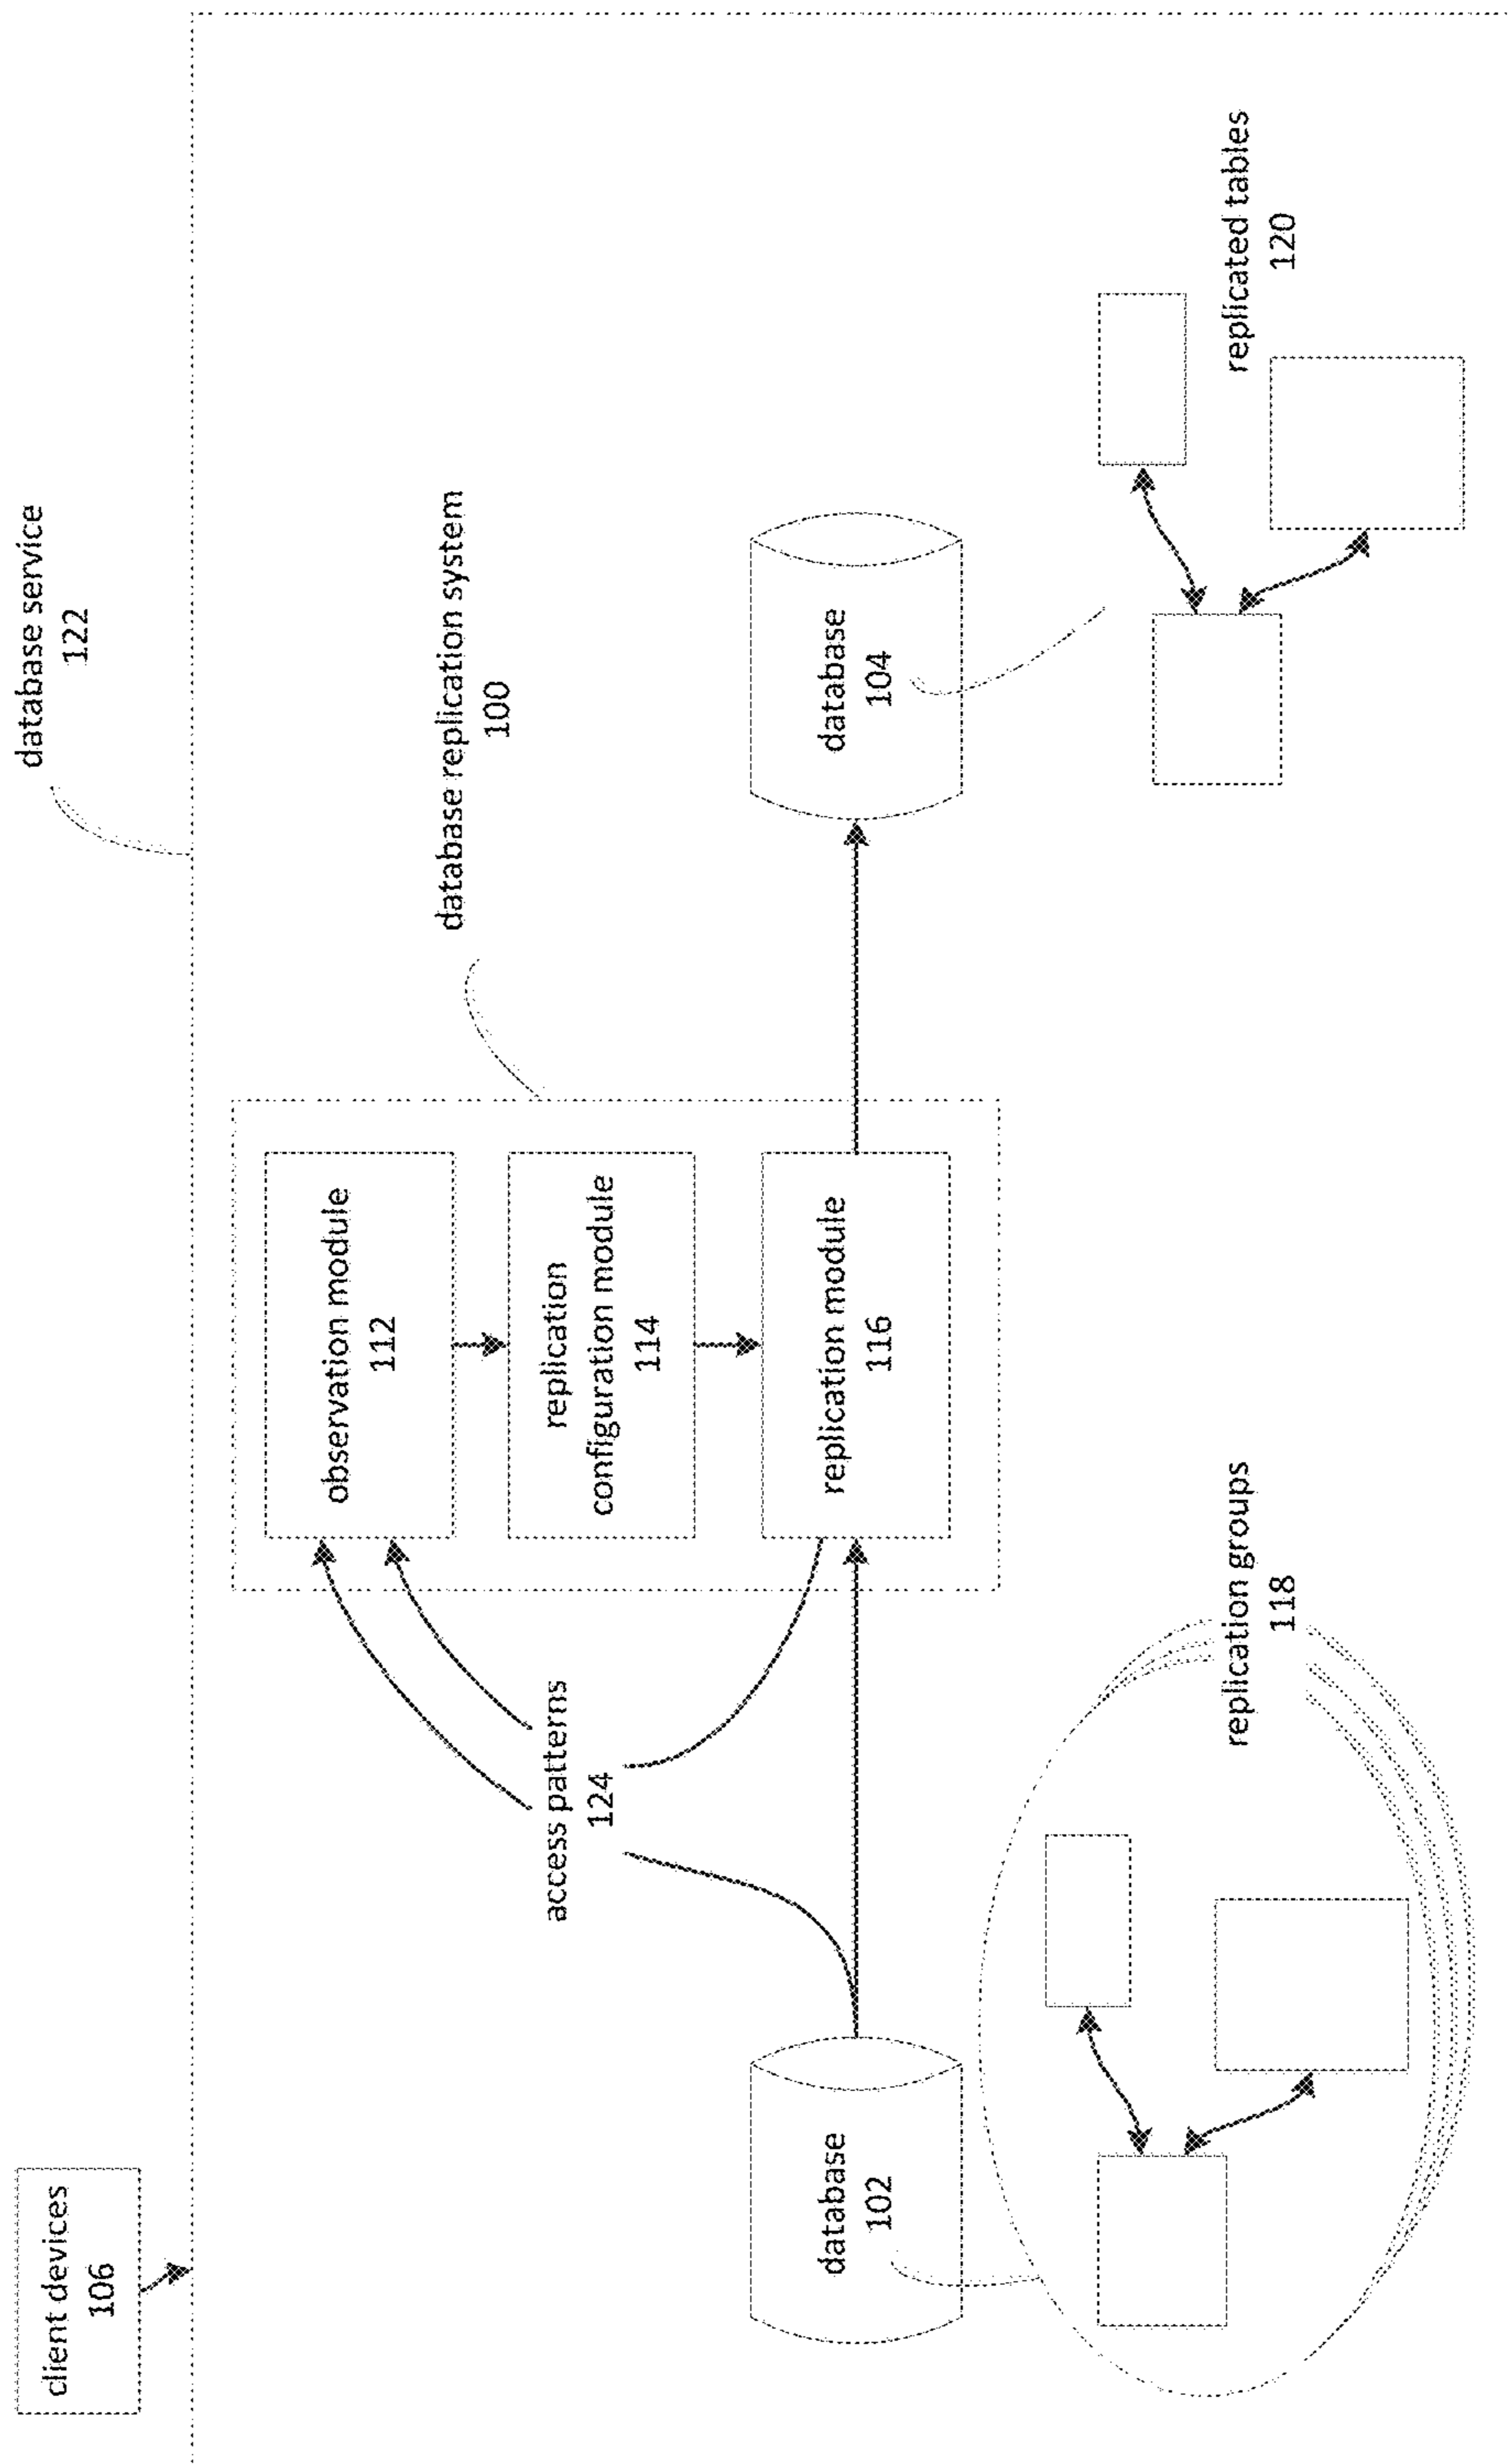 client devices
106
database service
122
database replication system
100
observation module
112
replication
configuration module
114
replication module
116
access patterns
124
database
102
database
104
replication groups
118
replicated tables
120